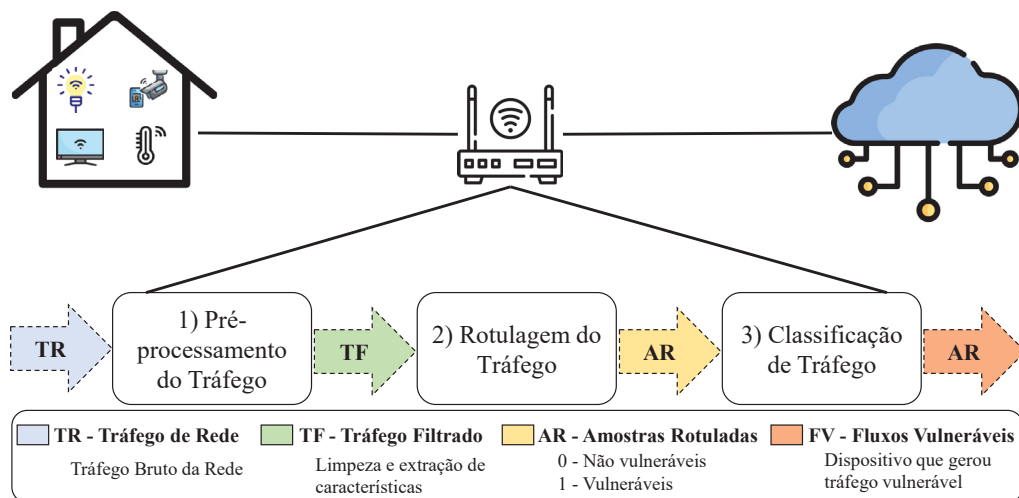 TR
1) Pré-
processamento
do Tráfego
TF
2) Rotulagem do
Tráfego
AR
3) Classificação
de Tráfego
AR
TR - Tráfego de Rede
Tráfego Bruto da Rede
TF - Tráfego Filtrado
Limpeza e extração de
características
AR - Amostras Rotuladas
0 - Não vulneráveis
1 - Vulneráveis
FV - Fluxos Vulneráveis
Dispositivo que gerou
tráfego vulnerável